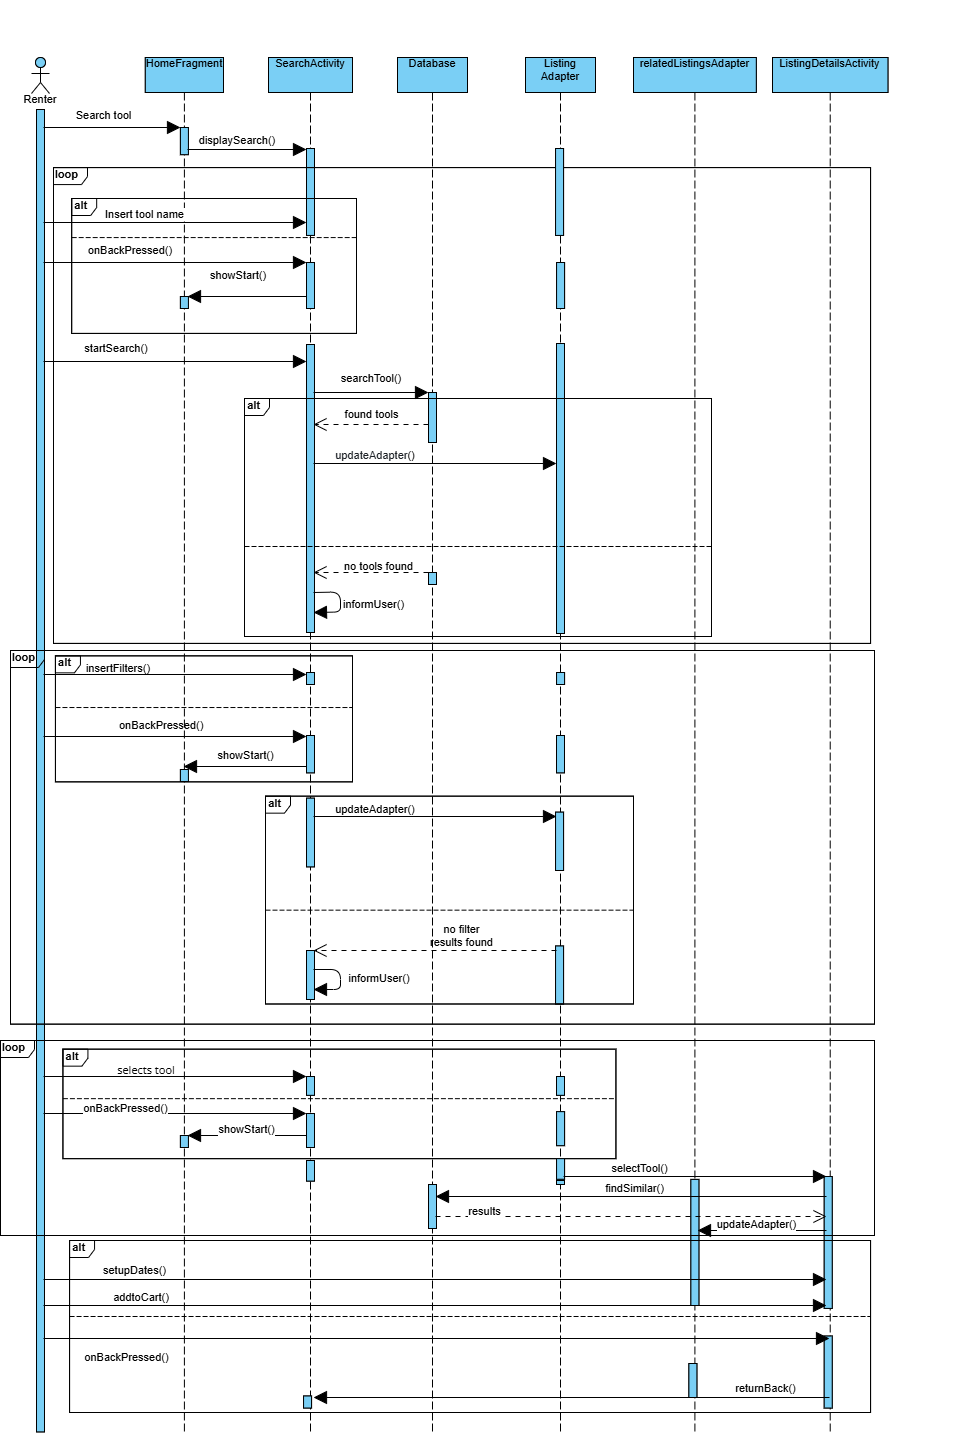 HomeFragment
SearchActivity
Database
Listing
Adapter
relatedListingsAdapter
ListingDetailsActivity
Renter
Search tool
displaySearch()
loop
alt
Insert tool name
onBackPressed()
showStart()
startSearch()
searchTool()
alt
found tools
updateAdapter()
no tools found
informUser()
loop
alt
insertFilters()
onBackPressed()
showStart()
alt
updateAdapter()
no filter
results found
informUser()
loop
alt
selects tool
onBackPressed()
showStart()
selectTool()
findSimilar()
results
updateAdapter()
alt
setupDates()
addtoCart()
onBackPressed()
returnBack()